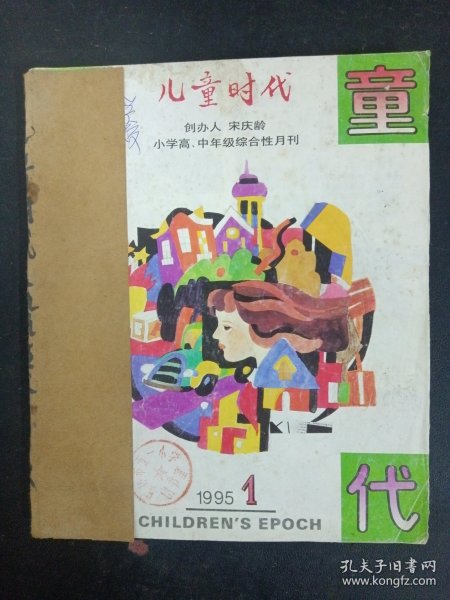 儿童时代
创办人 宋庆龄
小学高、中年级综合性月刊
童
代
1995 1
CHILDREN'S EPOCH
孔夫子旧书网
www.kongfz.com